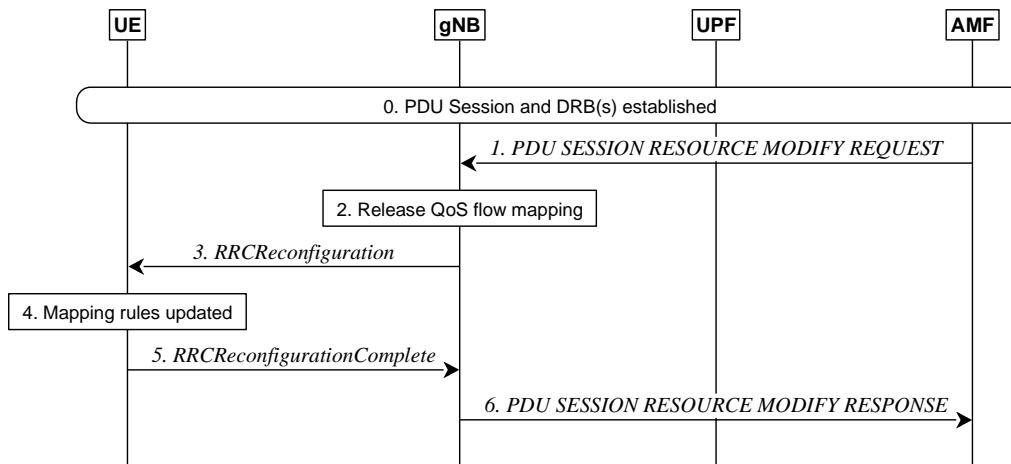 UE
gNB
UPF
AMF
0. PDU Session and DRB(s) established
1. PDU SESSION RESOURCE MODIFY REQUEST
2. Release QoS flow mapping
3. RRCReconfiguration
4. Mapping rules updated
5. RRCReconfigurationComplete
6. PDU SESSION RESOURCE MODIFY RESPONSE